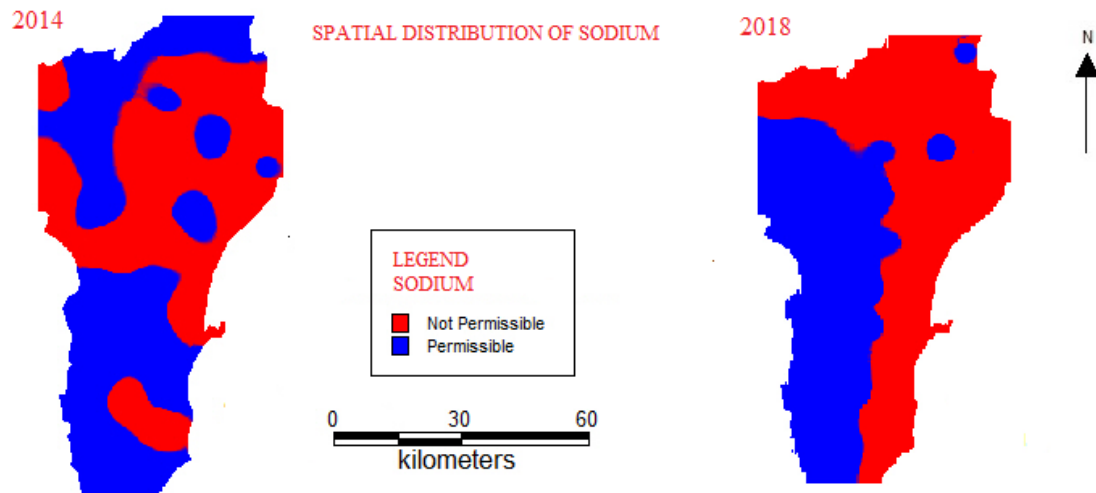 2014
SPATIAL DISTRIBUTION OF SODIUM
2018
N
LEGEND
SODIUM
Not Permissible
Permissible
0 30 60
kilometers